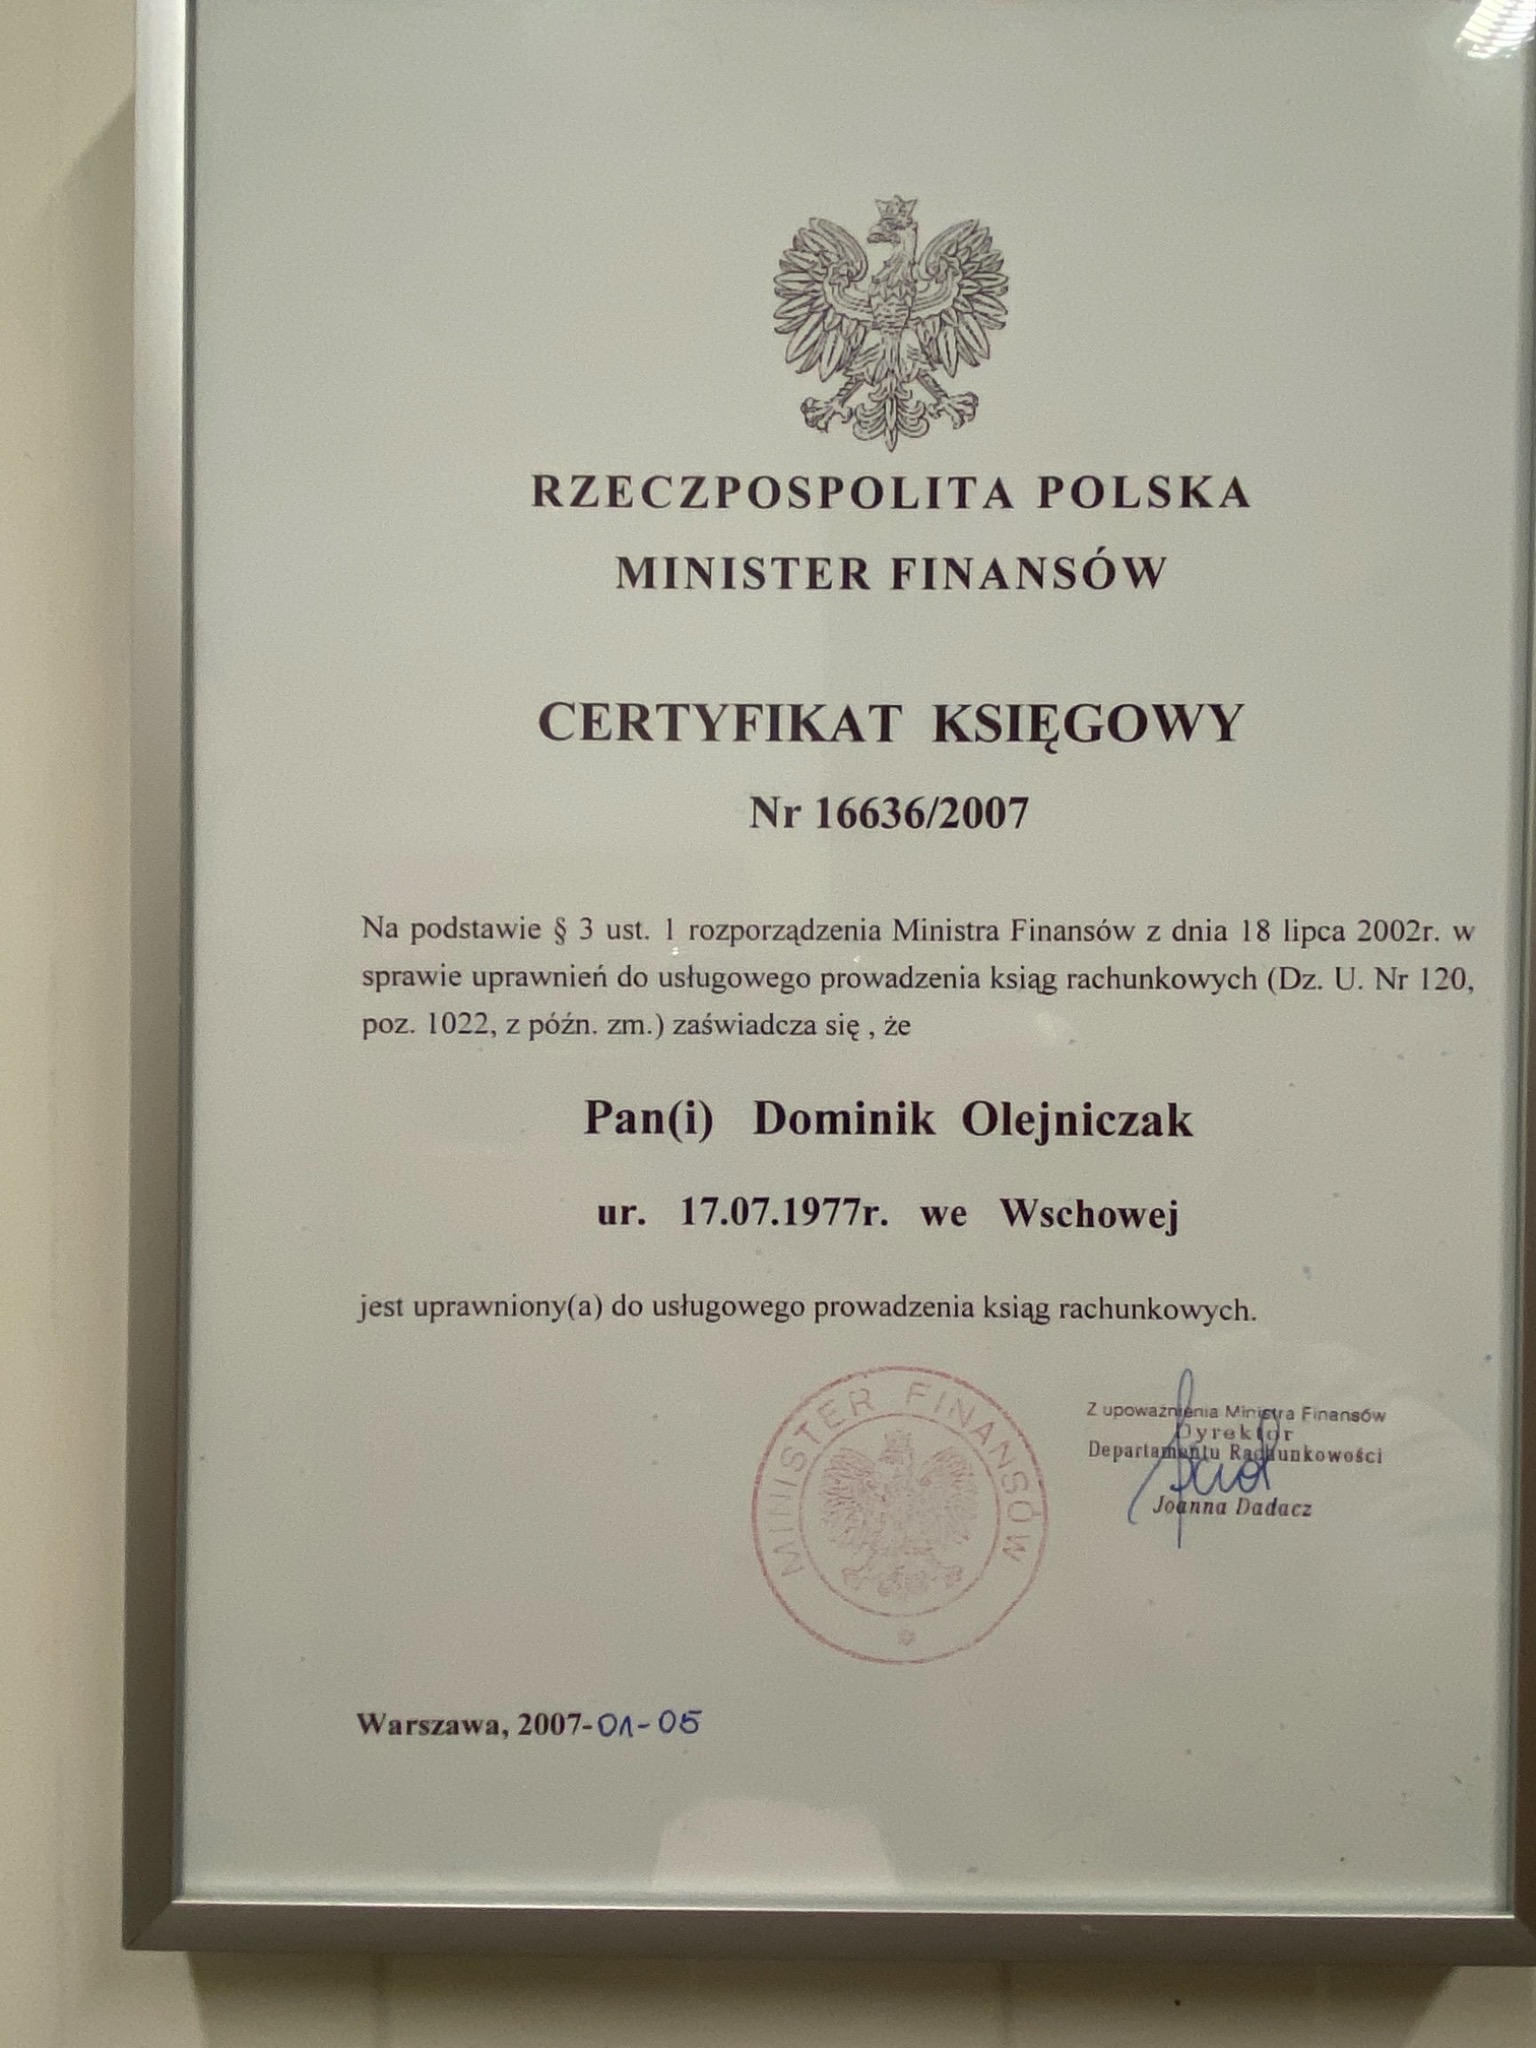 RZECZPOSPOLITA POLSKA
MINISTER FINANSÓW
CERTYFIKAT KSIĘGOWY
Nr 16636/2007
Na podstawie § 3 ust. 1 rozporządzenia Ministra Finansów z dnia 18 lipca 2002r. w
sprawie uprawnień do usługowego prowadzenia ksiąg rachunkowych (Dz. U. Nr 120,
poz. 1022, z późn. zm.) zaświadcza się , że
Pan(i) Dominik Olejniczak
ur. 17.07.1977r. we Wschowej
jest uprawniony(a) do usługowego prowadzenia ksiąg rachunkowych.
MINISTER FINANSÓW
Z upoważnienia Ministra Finansów
Dyrektor
Departamentu Rachunkowości
Joanna Dadacz
Warszawa, 2007-01-05